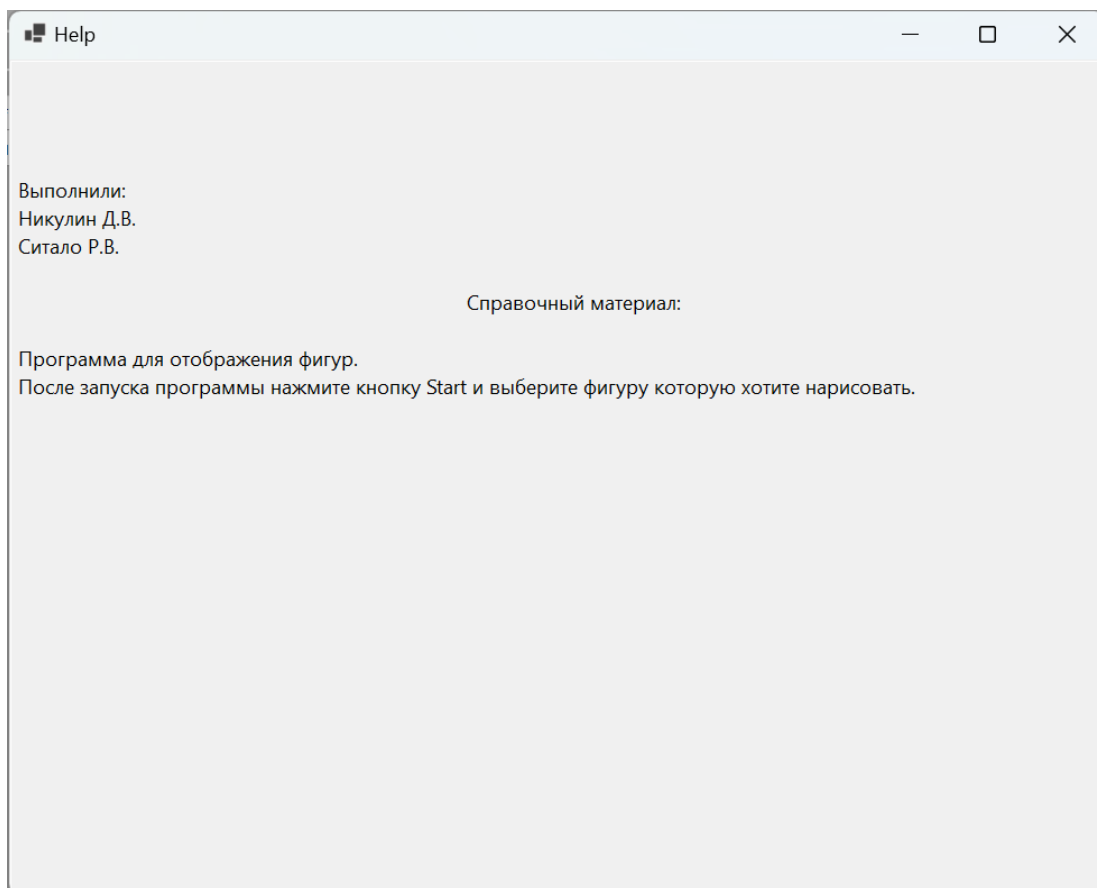 Help
Выполнили:
Никулин Д.В.
Ситало Р.В.
Справочный материал:
Программа для отображения фигур.
После запуска программы нажмите кнопку Start и выберите фигуру которую хотите нарисовать.